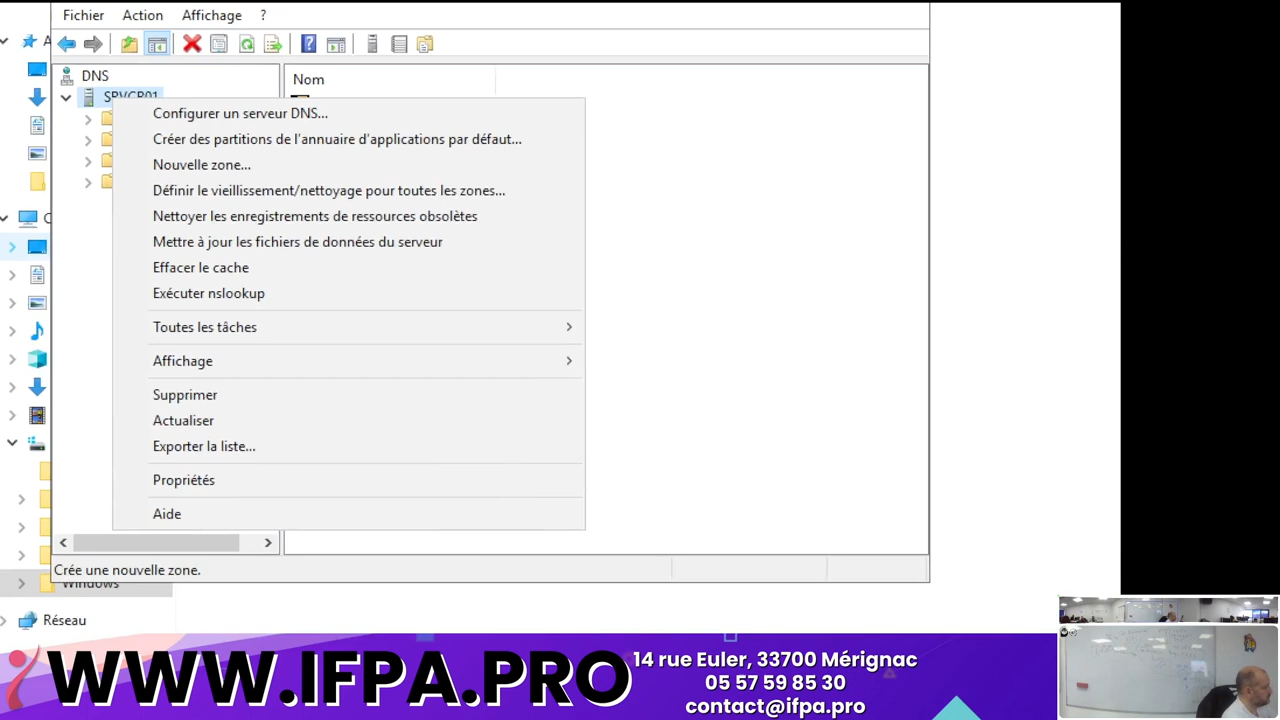 Fichier Action Affichage ?
DNS
Nom
Configurer un serveur DNS...
Créer des partitions de l'annuaire d'applications par défaut...
Nouvelle zone...
Définir le vieillissement/nettoyage pour toutes les zones...
Nettoyer les enregistrements de ressources obsolètes
Mettre à jour les fichiers de données du serveur
Effacer le cache
Exécuter nslookup
Toutes les tâches
Affichage
Supprimer
Actualiser
Exporter la liste...
Propriétés
Aide
Crée une nouvelle zone.
Windows
Réseau
WWW.IFPA.PRO
14 rue Euler, 33700 Mérignac
05 57 59 85 30
contact@ifpa.pro